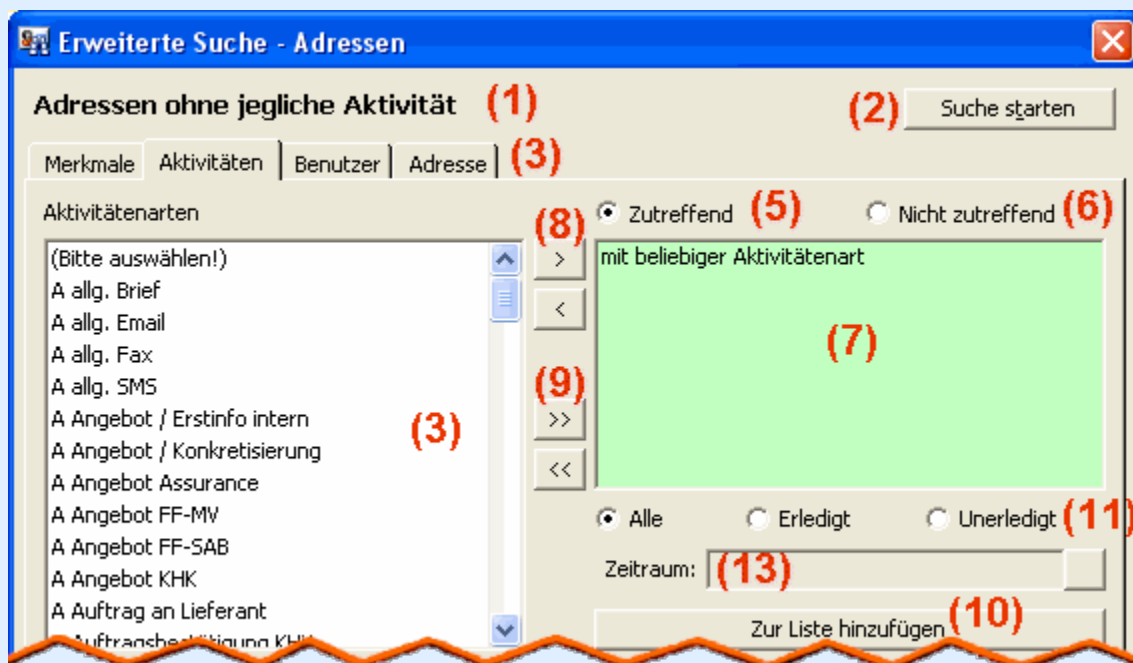 Erweiterte Suche - Adressen
Adressen ohne jegliche Aktivität (1)
(2) Suche starten
Merkmale Aktivitäten Benutzer Adresse (3)
Aktivitätenarten
(8)
Zutreffend (5) Nicht zutreffend (6)
(Bitte auswählen!)
A allg. Brief
A allg. Email
A allg. Fax
A allg. SMS
A Angebot / Erstinfo intern
A Angebot / Konkretisierung
A Angebot Assurance
A Angebot FF-MV
A Angebot FF-SAB
A Angebot KHK
A Auftrag an Lieferant
A Auftragsbestätigung KHK
(3)
>
<
(9)
>>
<<
mit beliebiger Aktivitätenart
(7)
Alle Erledigt Unerledigt (11)
Zeitraum: (13)
Zur Liste hinzufügen (10)